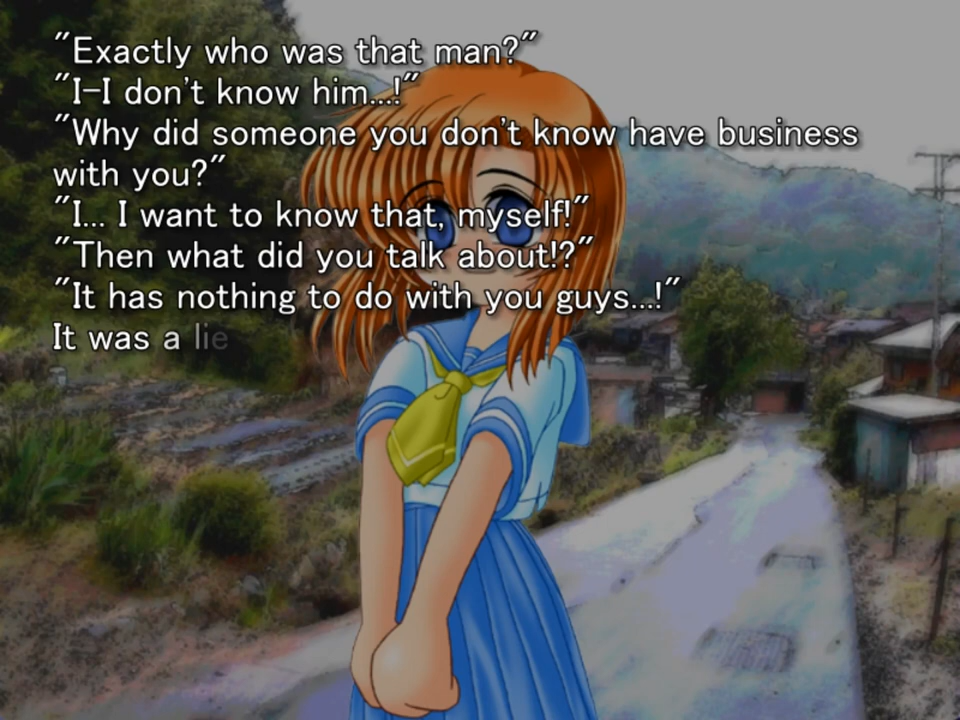 "Exactly who was that man?"
"I-I don't know him...!"
"Why did someone you don't know have business
with you?"
"I... I want to know that, myself!"
"Then what did you talk about!?"
"It has nothing to do with you guys...!"
It was a lie